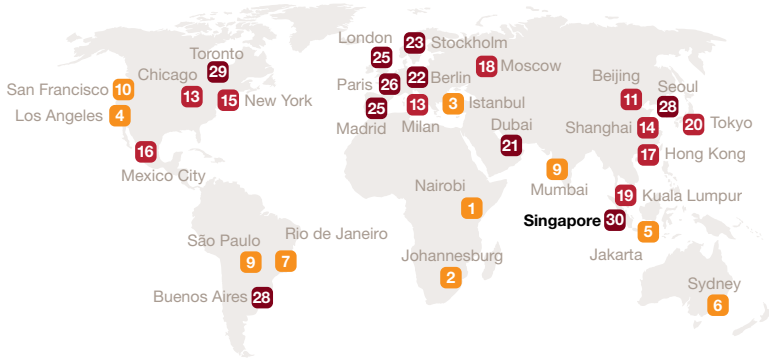 London
23
Stockholm
Toronto
25
29
Chicago
18
Moscow
Paris
26
22
Berlin
Beijing
Seoul
San Francisco
10
13
15
New York
Los Angeles
4
25
13
3
Istanbul
11
28
Madrid
Milan
Dubai
Shanghai
14
20
Tokyo
21
16
Mexico City
9
Mumbai
17
Hong Kong
Nairobi
1
19
Kuala Lumpur
Singapore
30
São Paulo
Rio de Janeiro
5
9
7
Johannesburg
2
Jakarta
Buenos Aires
28
Sydney
6